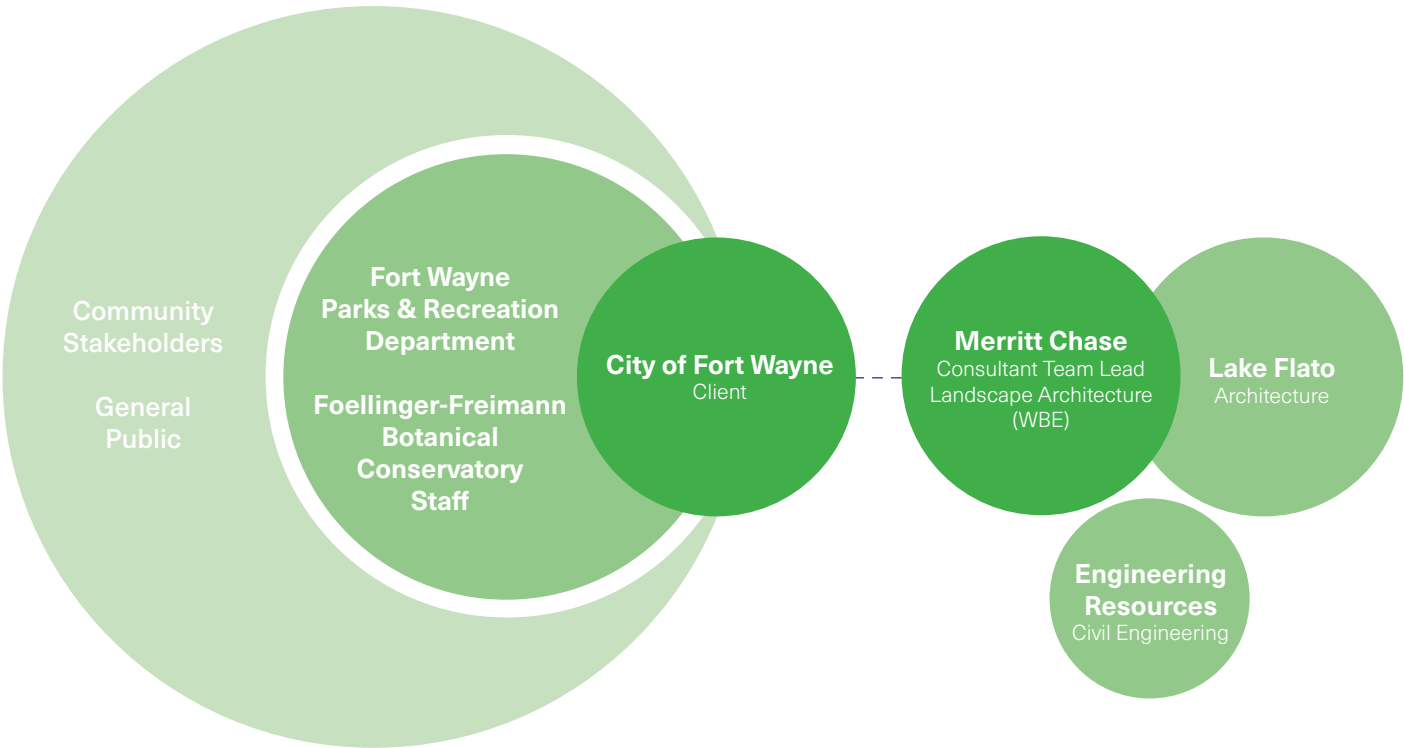 Community
Stakeholders
General
Public
Fort Wayne
Parks & Recreation
Department
Foellinger-Freimann
Botanical
Conservatory
Staff
City of Fort Wayne
Client
Merritt Chase
Consultant Team Lead
Landscape Architecture
(WBE)
Lake Flato
Architecture
Engineering
Resources
Civil Engineering